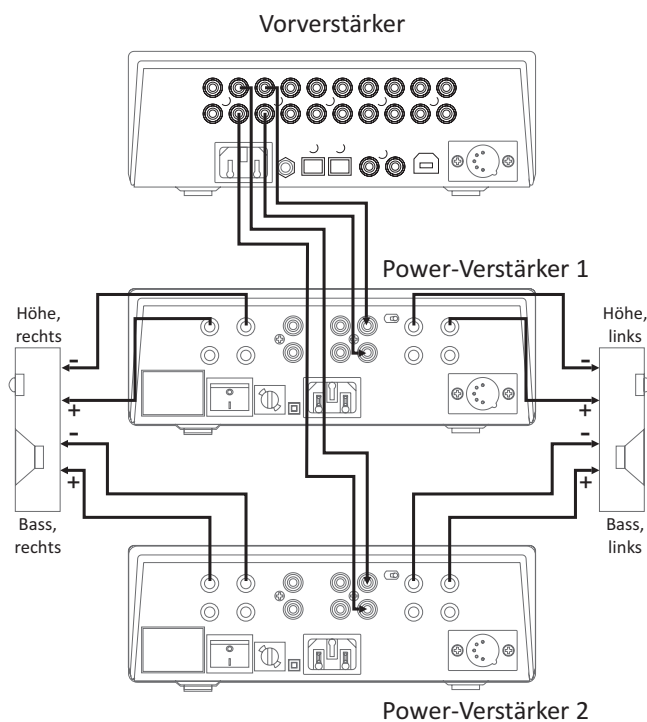 Vorverstärker
Power-Verstärker 1
Höhe,
rechts
Höhe,
links
-
+
-
+
-
+
-
+
Bass,
rechts
Bass,
links
Power-Verstärker 2